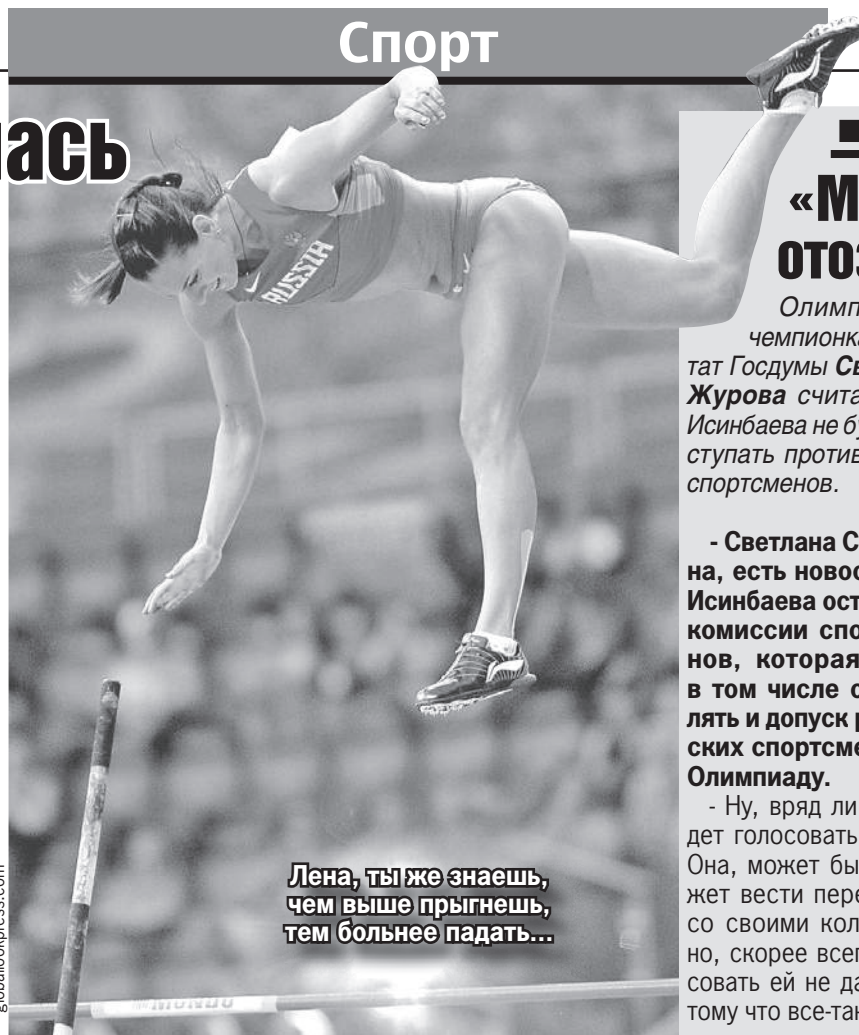 Спорт
ась
RUSSIA
globallookpress.com
Лена, ты же знаешь,
чем выше прыгнешь,
тем больнее падать...
«М
отоз
Олимп
чемпионка
тат Госдумы Св
Журова счита
Исинбаева не бу
ступать против
спортсменов.
- Светлана С
на, есть новос
Исинбаева ост
комиссии спо
нов, которая
в том числе о
лять и допуск р
ских спортсме
Олимпиаду.
- Ну, вряд ли
дет голосовать
Она, может бы
жет вести пере
со своими кол
но, скорее всег
совать ей не да
тому что все-так